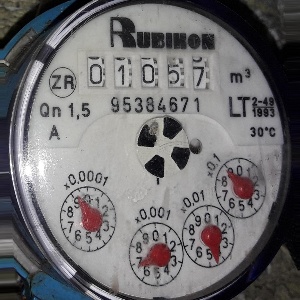 RUBIKON
ZR 01057 m³
Qn 1,5 95384671 LT 2-49 1993
A 30°C
x0,0001 x0,001 x0,01 x0,1